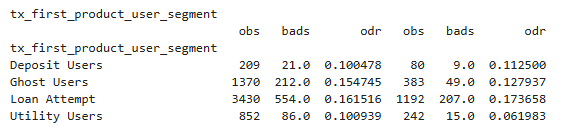 tx_first_product_user_segment
obs bads odr obs bads odr
tx_first_product_user_segment
Deposit Users 209 21.0 0.100478 80 9.0 0.112500
Ghost Users 1370 212.0 0.154745 383 49.0 0.127937
Loan Attempt 3430 554.0 0.161516 1192 207.0 0.173658
Utility Users 852 86.0 0.100939 242 15.0 0.061983